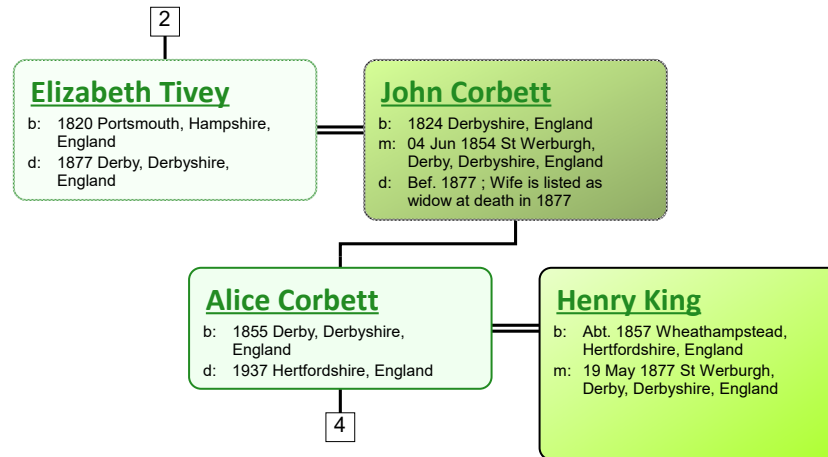 2
Elizabeth Tivey
b: 1820 Portsmouth, Hampshire,
England
d: 1877 Derby, Derbyshire,
England
John Corbett
b: 1824 Derbyshire, England
m: 04 Jun 1854 St Werburgh,
Derby, Derbyshire, England
d: Bef. 1877 ; Wife is listed as
widow at death in 1877
Alice Corbett
b: 1855 Derby, Derbyshire,
England
d: 1937 Hertfordshire, England
Henry King
b: Abt. 1857 Wheathampstead,
Hertfordshire, England
m: 19 May 1877 St Werburgh,
Derby, Derbyshire, England
4